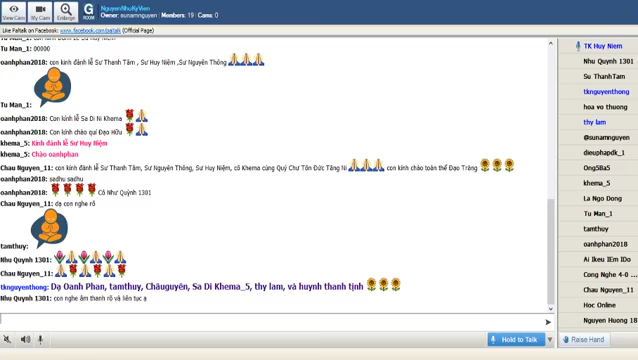 View Cam
My Cam
Enlarge
G
ROOM
NguyenNhuKyVien
Owner: sunamnguyen Members: 19 Cams: 0
Like Paltalk on Facebook: www.facebook.com/paltalk (Official Page)
Tu Man_1: 00000
oanhphan2018: con kính đảnh lễ Sư Thanh Tâm , Sư Huy Niệm ,Sư Nguyên Thông
Tu Man_1:
oanhphan2018: Con kính lễ Sa Di Ni Khema
oanhphan2018: Con kính chào quí Đạo Hữu
khema_5: Kính đảnh lễ Sư Huy Niệm
khema_5: Chào oanhphan
Chau Nguyen_11: con kính đảnh lễ Sư Thanh Tâm, Sư Nguyên Thông, Sư Huy Niệm, cô Khema cùng Quý Chư Tôn Đức Tăng Ni con kính chào toàn thể Đạo Tràng
oanhphan2018: sadhu sadhu
oanhphan2018: Cô Như Quỳnh 1301
Chau Nguyen_11: dạ con nghe rõ
tamthuy:
Nhu Quynh 1301:
Chau Nguyen_11:
tknguyenthong: Dạ Oanh Phan, tamthuy, Châuguyên, Sa Di Khema_5, thy lam, và huynh thanh tịnh
Nhu Quynh 1301: con nghe âm thanh rõ và liên tục ạ
Hold to Talk
TK Huy Niem
Nhu Quynh 1301
Su ThanhTam
tknguyenthong
hoa vo thuong
thy lam
@sunamnguyen
dieuphapdk_1
Ong5Ba5
khema_5
La Ngo Dong
Tu Man_1
tamthuy
oanhphan2018
Ai Ikeu IEm IDo
Cong Nghe 4-0 ...
Chau Nguyen_11
Hoc Online
Nguyen Huong 18
Raise Hand